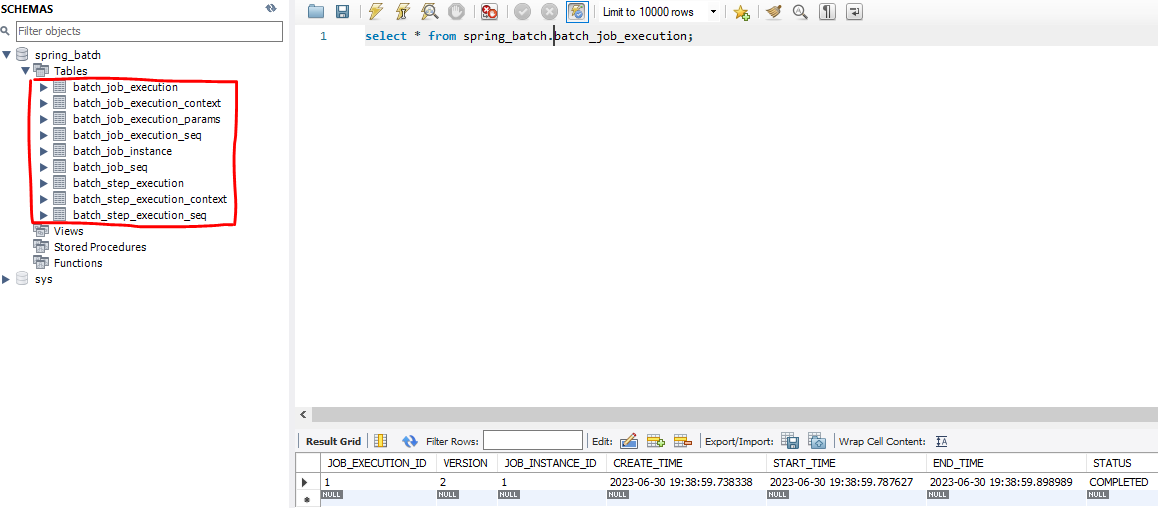 SCHEMAS
Filter objects
spring_batch
Tables
batch_job_execution
batch_job_execution_context
batch_job_execution_params
batch_job_execution_seq
batch_job_instance
batch_job_seq
batch_step_execution
batch_step_execution_context
batch_step_execution_seq
Views
Stored Procedures
Functions
sys
Limit to 10000 rows
1 select * from spring_batch.batch_job_execution;
Result Grid Filter Rows: Edit: Export/Import: Wrap Cell Content:
JOB_EXECUTION_ID VERSION JOB_INSTANCE_ID CREATE_TIME START_TIME END_TIME STATUS
1 2 1 2023-06-30 19:38:59.738338 2023-06-30 19:38:59.787627 2023-06-30 19:38:59.898989 COMPLETED
NULL NULL NULL NULL NULL NULL NULL